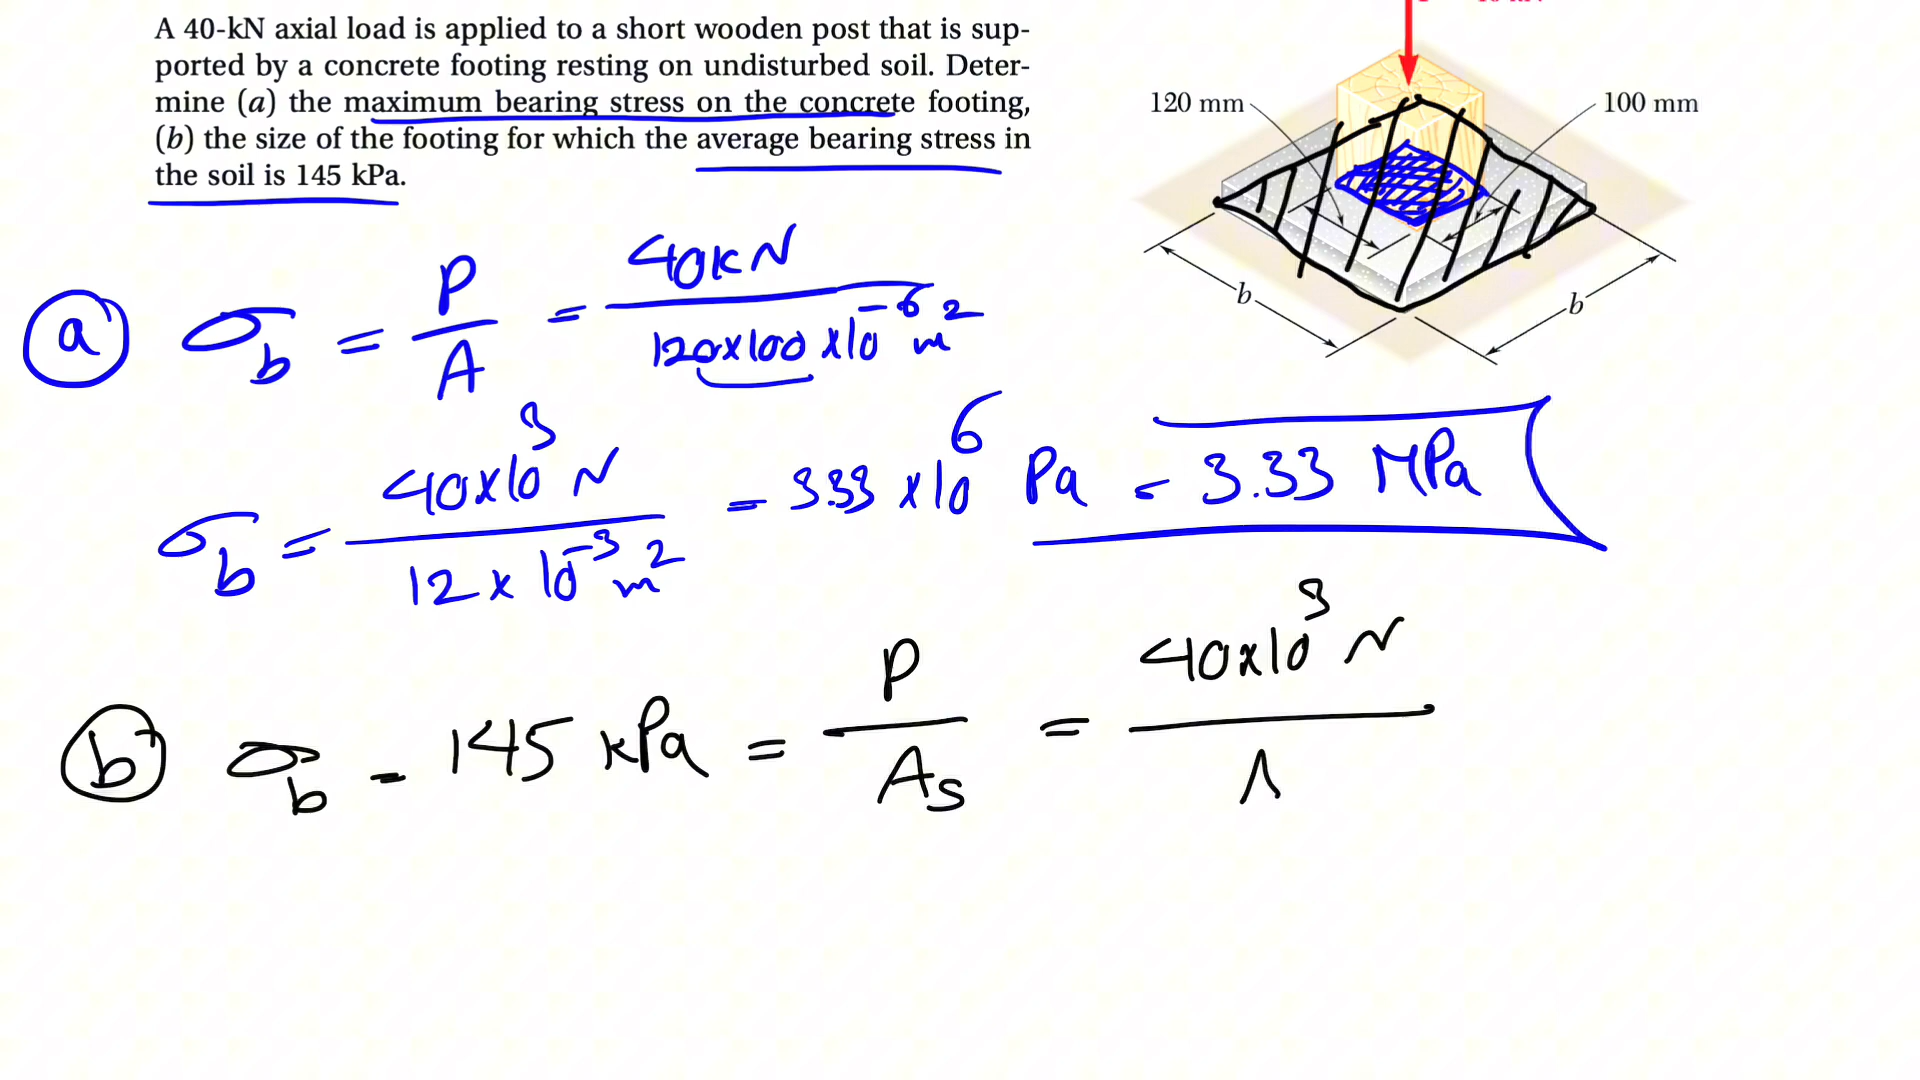 A 40-kN axial load is applied to a short wooden post that is sup-
ported by a concrete footing resting on undisturbed soil. Deter-
mine (a) the maximum bearing stress on the concrete footing,
(b) the size of the footing for which the average bearing stress in
the soil is 145 kPa.
120 mm
100 mm
b
b
(a) σb = P/A = 40kN / 120x100 x10^-6 m^2
σb = 40x10^3 N / 12 x 10^-3 m^2 = 3.33 x10^6 Pa = 3.33 MPa
(b) σb = 145 kPa = P/As = 40x10^3 N /